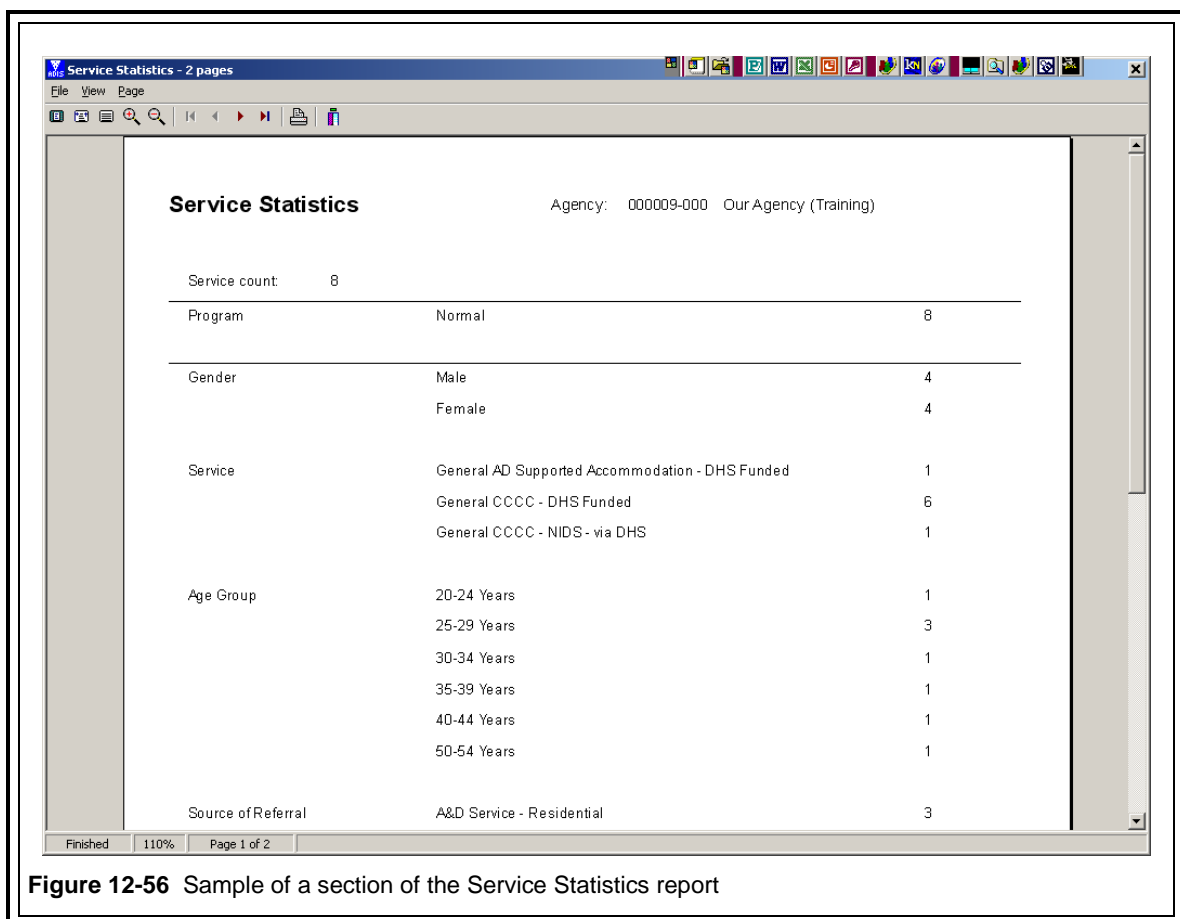 ADIS Service Statistics - 2 pages
File View Page
Service Statistics Agency: 000009-000 Our Agency (Training)
Service count: 8
Program Normal 8
Gender Male 4
Female 4
Service General AD Supported Accommodation - DHS Funded 1
General CCCC - DHS Funded 6
General CCCC - NIDS - via DHS 1
Age Group 20-24 Years 1
25-29 Years 3
30-34 Years 1
35-39 Years 1
40-44 Years 1
50-54 Years 1
Source of Referral A&D Service - Residential 3
Finished 110% Page 1 of 2
Figure 12-56 Sample of a section of the Service Statistics report